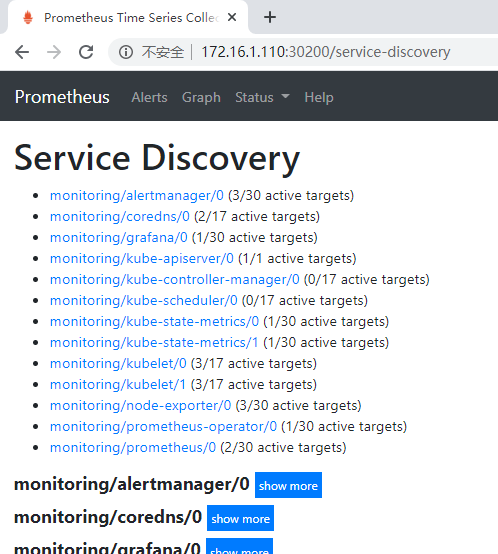 Prometheus Time Series Collec
不安全 172.16.1.110:30200/service-discovery
Prometheus Alerts Graph Status Help
Service Discovery
monitoring/alertmanager/0 (3/30 active targets)
monitoring/coredns/0 (2/17 active targets)
monitoring/grafana/0 (1/30 active targets)
monitoring/kube-apiserver/0 (1/1 active targets)
monitoring/kube-controller-manager/0 (0/17 active targets)
monitoring/kube-scheduler/0 (0/17 active targets)
monitoring/kube-state-metrics/0 (1/30 active targets)
monitoring/kube-state-metrics/1 (1/30 active targets)
monitoring/kubelet/0 (3/17 active targets)
monitoring/kubelet/1 (3/17 active targets)
monitoring/node-exporter/0 (3/30 active targets)
monitoring/prometheus-operator/0 (1/30 active targets)
monitoring/prometheus/0 (2/30 active targets)
monitoring/alertmanager/0 show more
monitoring/coredns/0 show more
monitoring/grafana/0 show more